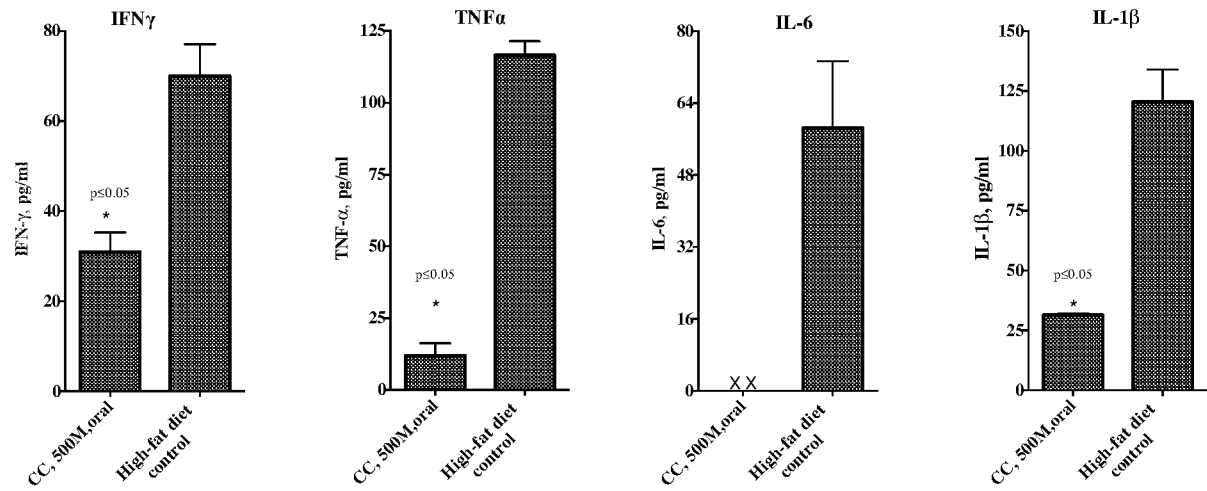 IFNγ
80
60
40
20
0
IFN-γ, pg/ml
p≤0.05
*
CC, 500M,oral
High-fat diet
control
TNFα
125
100
75
50
25
0
TNF-α, pg/ml
p≤0.05
*
CC, 500M,oral
High-fat diet
control
IL-6
80
64
48
32
16
0
IL-6, pg/ml
X X
CC, 500M,oral
High-fat diet
control
IL-1β
150
125
100
75
50
25
0
IL-1β, pg/ml
p≤0.05
*
CC, 500M,oral
High-fat diet
control